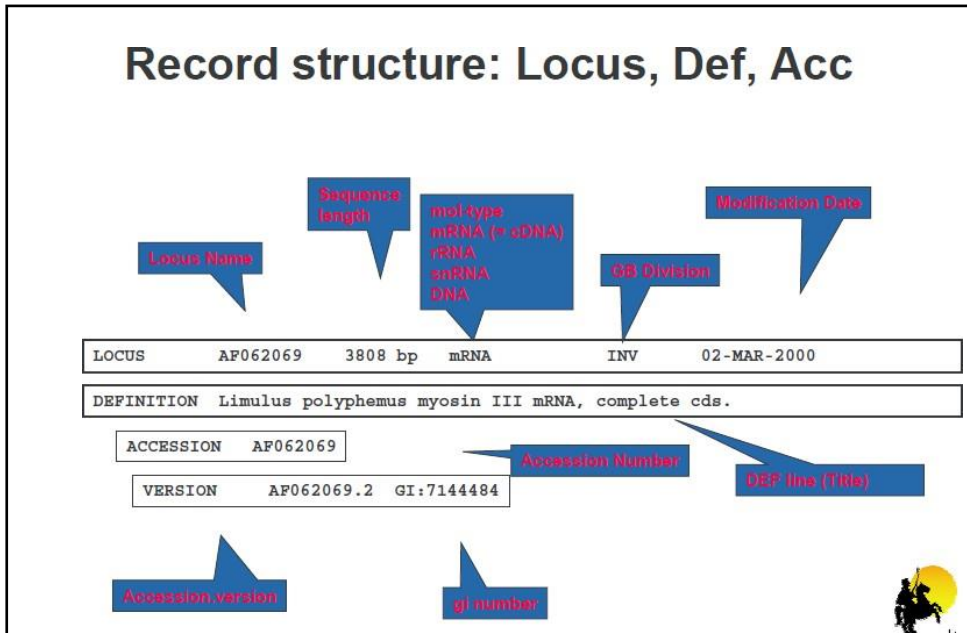 Record structure: Locus, Def, Acc
Sequence
length
mol-type
mRNA (= cDNA)
rRNA
snRNA
DNA
Modification Date
Locus Name
GB Division
LOCUS AF062069 3808 bp mRNA INV 02-MAR-2000
DEFINITION Limulus polyphemus myosin III mRNA, complete cds.
ACCESSION AF062069
Accession Number
VERSION AF062069.2 GI:7144484
DEF line (Title)
Accession.version
gi number